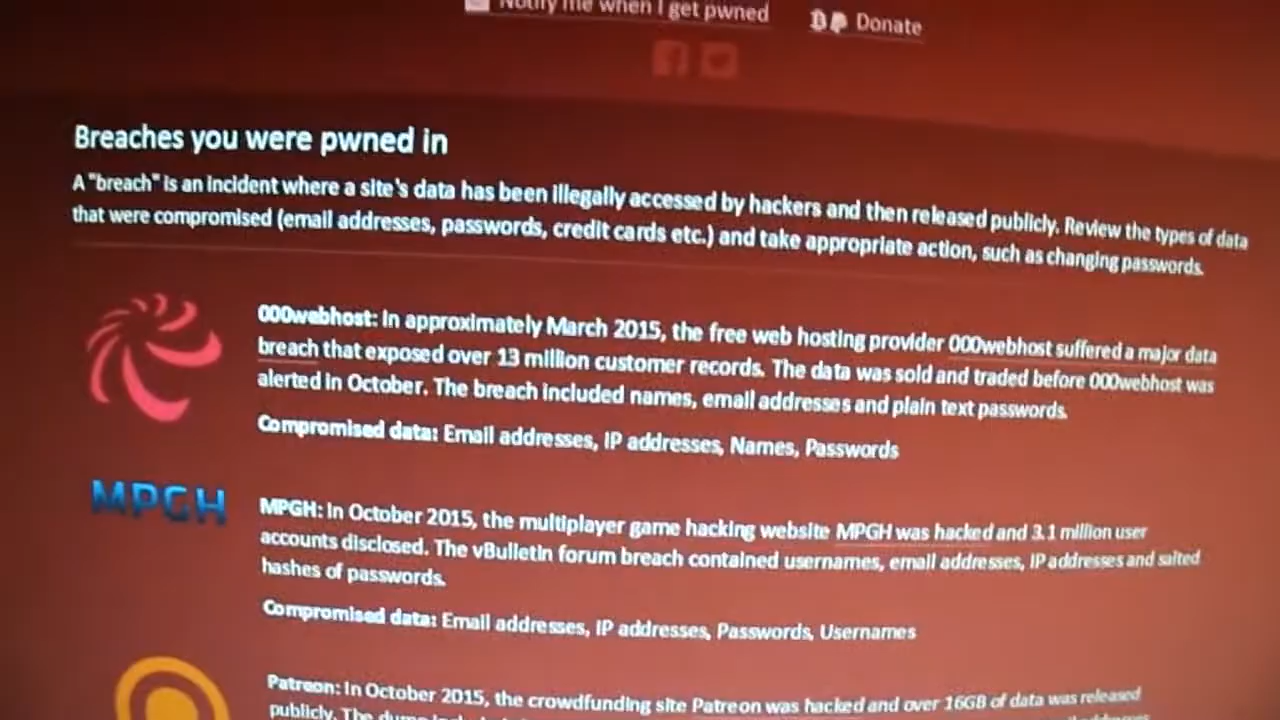 Notify me when I get pwned Donate
Breaches you were pwned in
A "breach" is an incident where a site's data has been illegally accessed by hackers and then released publicly. Review the types of data
that were compromised (email addresses, passwords, credit cards etc.) and take appropriate action, such as changing passwords.
000webhost: In approximately March 2015, the free web hosting provider 000webhost suffered a major data
breach that exposed over 13 million customer records. The data was sold and traded before 000webhost was
alerted in October. The breach included names, email addresses and plain text passwords.
Compromised data: Email addresses, IP addresses, Names, Passwords
MPGH
MPGH: In October 2015, the multiplayer game hacking website MPGH was hacked and 3.1 million user
accounts disclosed. The vBulletin forum breach contained usernames, email addresses, IP addresses and salted
hashes of passwords.
Compromised data: Email addresses, IP addresses, Passwords, Usernames
Patreon: In October 2015, the crowdfunding site Patreon was hacked and over 16GB of data was released
publicly. The dump